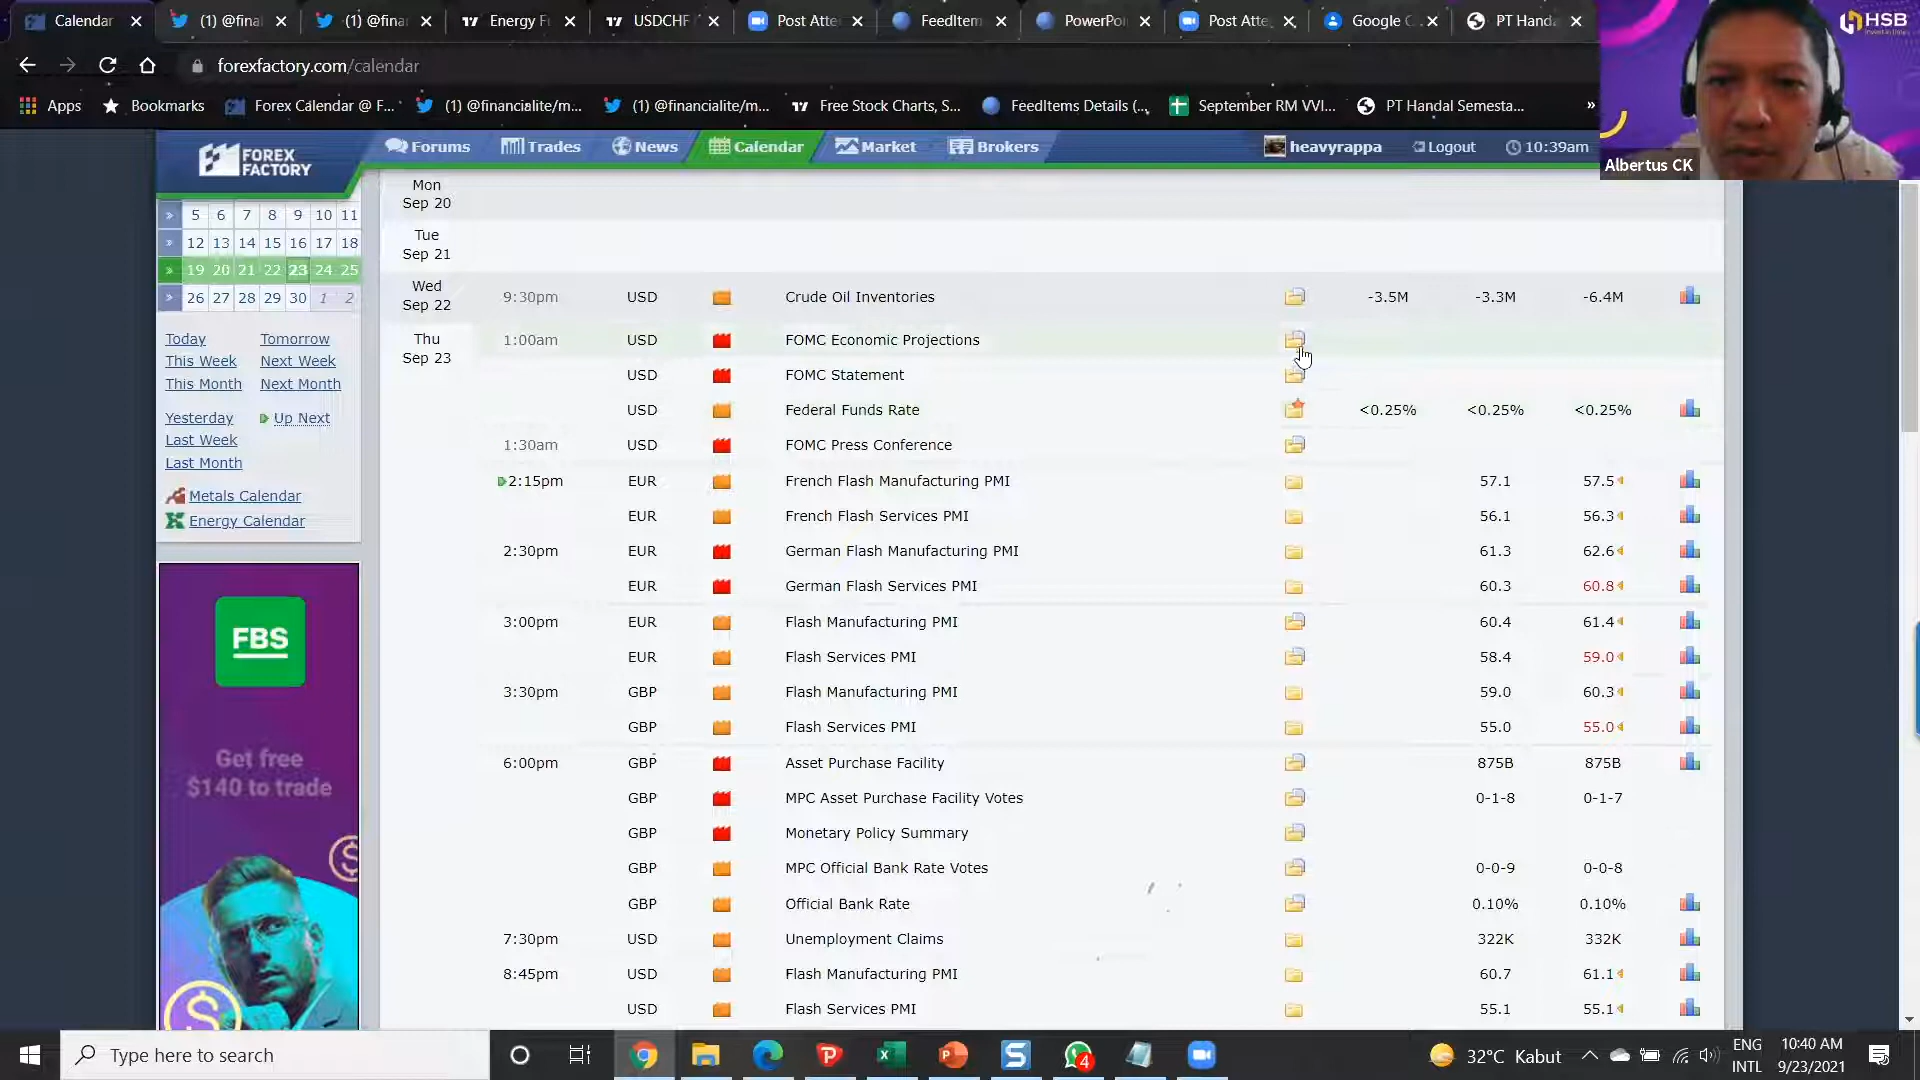 Calendar
(1) @final
(1) @finan
Energy F
USDCHF
Post Atte
FeedItem
PowerPoi
Post Atte
Google C
PT Handa
HSB
forexfactory.com/calendar
Apps
Bookmarks
Forex Calendar @ F...
(1) @financialite/m...
(1) @financialite/m...
Free Stock Charts, S...
FeedItems Details (...
September RM VVI...
PT Handal Semesta...
»
Albertus CK
FOREX
FACTORY
Forums
Trades
News
Calendar
Market
Brokers
heavyrappa
Logout
10:39am
» 5 6 7 8 9 10 11
» 12 13 14 15 16 17 18
» 19 20 21 22 23 24 25
» 26 27 28 29 30 1 2
Today Tomorrow
This Week Next Week
This Month Next Month
Yesterday Up Next
Last Week
Last Month
Metals Calendar
Energy Calendar
FBS
Get free
$140 to trade
$
$
Mon
Sep 20
Tue
Sep 21
Wed
Sep 22
9:30pm USD Crude Oil Inventories -3.5M -3.3M -6.4M
Thu
Sep 23
1:00am USD FOMC Economic Projections
USD FOMC Statement
USD Federal Funds Rate <0.25% <0.25% <0.25%
1:30am USD FOMC Press Conference
2:15pm EUR French Flash Manufacturing PMI 57.1 57.5
EUR French Flash Services PMI 56.1 56.3
2:30pm EUR German Flash Manufacturing PMI 61.3 62.6
EUR German Flash Services PMI 60.3 60.8
3:00pm EUR Flash Manufacturing PMI 60.4 61.4
EUR Flash Services PMI 58.4 59.0
3:30pm GBP Flash Manufacturing PMI 59.0 60.3
GBP Flash Services PMI 55.0 55.0
6:00pm GBP Asset Purchase Facility 875B 875B
GBP MPC Asset Purchase Facility Votes 0-1-8 0-1-7
GBP Monetary Policy Summary
GBP MPC Official Bank Rate Votes 0-0-9 0-0-8
GBP Official Bank Rate 0.10% 0.10%
7:30pm USD Unemployment Claims 322K 332K
8:45pm USD Flash Manufacturing PMI 60.7 61.1
USD Flash Services PMI 55.1 55.1
Type here to search
4
32°C Kabut
ENG
INTL
10:40 AM
9/23/2021